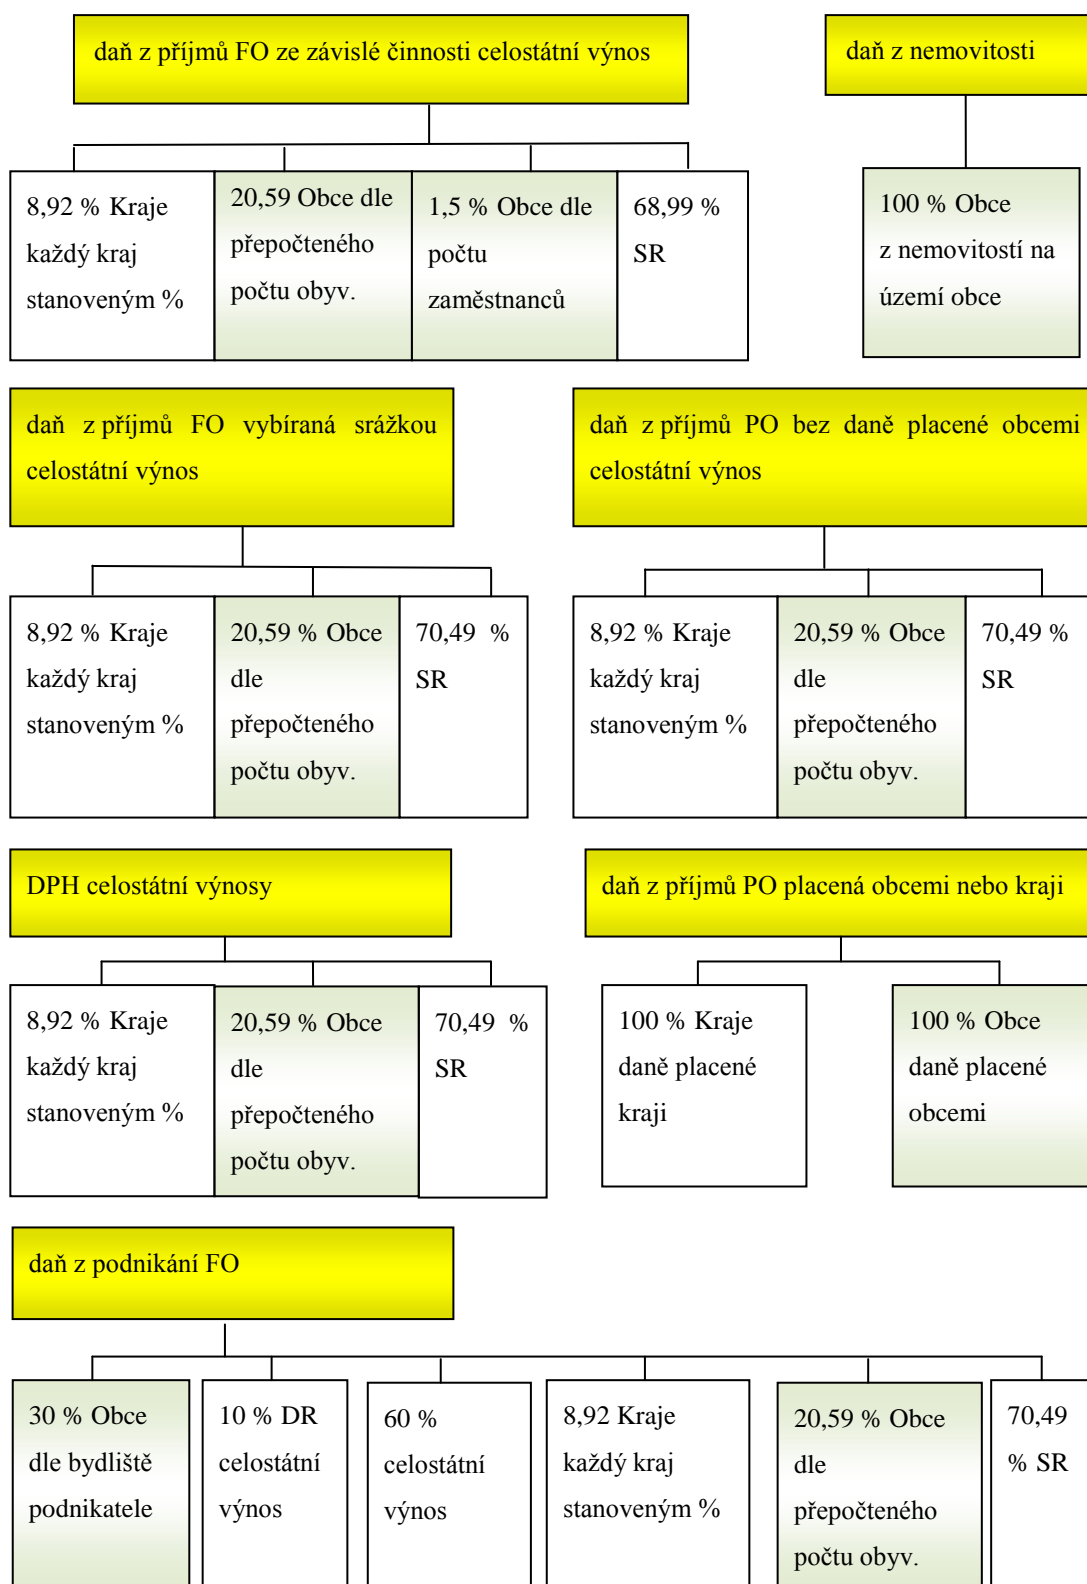 daň z příjmů FO ze závislé činnosti celostátní výnos
8,92 % Kraje
každý kraj
stanoveným %
20,59 Obce dle
přepočteného
počtu obyv.
1,5 % Obce dle
počtu
zaměstnanců
68,99 %
SR
daň z nemovitosti
100 % Obce
z nemovitostí na
území obce
daň z příjmů FO vybíraná srážkou
celostátní výnos
8,92 % Kraje
každý kraj
stanoveným %
20,59 % Obce
dle
přepočteného
počtu obyv.
70,49 %
SR
daň z příjmů PO bez daně placené obcemi
celostátní výnos
8,92 % Kraje
každý kraj
stanoveným %
20,59 % Obce
dle
přepočteného
počtu obyv.
70,49 %
SR
DPH celostátní výnosy
8,92 % Kraje
každý kraj
stanoveným %
20,59 % Obce
dle
přepočteného
počtu obyv.
70,49 %
SR
daň z příjmů PO placená obcemi nebo kraji
100 % Kraje
daně placené
kraji
100 % Obce
daně placené
obcemi
daň z podnikání FO
30 % Obce
dle bydliště
podnikatele
10 % DR
celostátní
výnos
60 %
celostátní
výnos
8,92 Kraje
každý kraj
stanoveným %
20,59 % Obce
dle
přepočteného
počtu obyv.
70,49
% SR